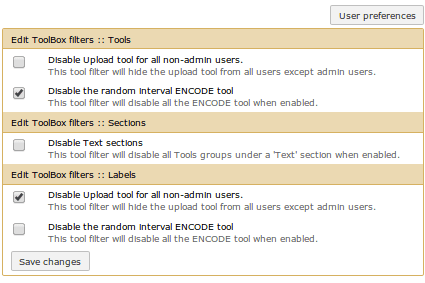 User preferences
Edit ToolBox filters :: Tools
Disable Upload tool for all non-admin users.
This tool filter will hide the upload tool from all users except admin users.
Disable the random interval ENCODE tool
This tool filter will disable all the ENCODE tool when enabled.
Edit ToolBox filters :: Sections
Disable Text sections
This tool filter will disable all Tools groups under a 'Text' section when enabled.
Edit ToolBox filters :: Labels
Disable Upload tool for all non-admin users.
This tool filter will hide the upload tool from all users except admin users.
Disable the random interval ENCODE tool
This tool filter will disable all the ENCODE tool when enabled.
Save changes